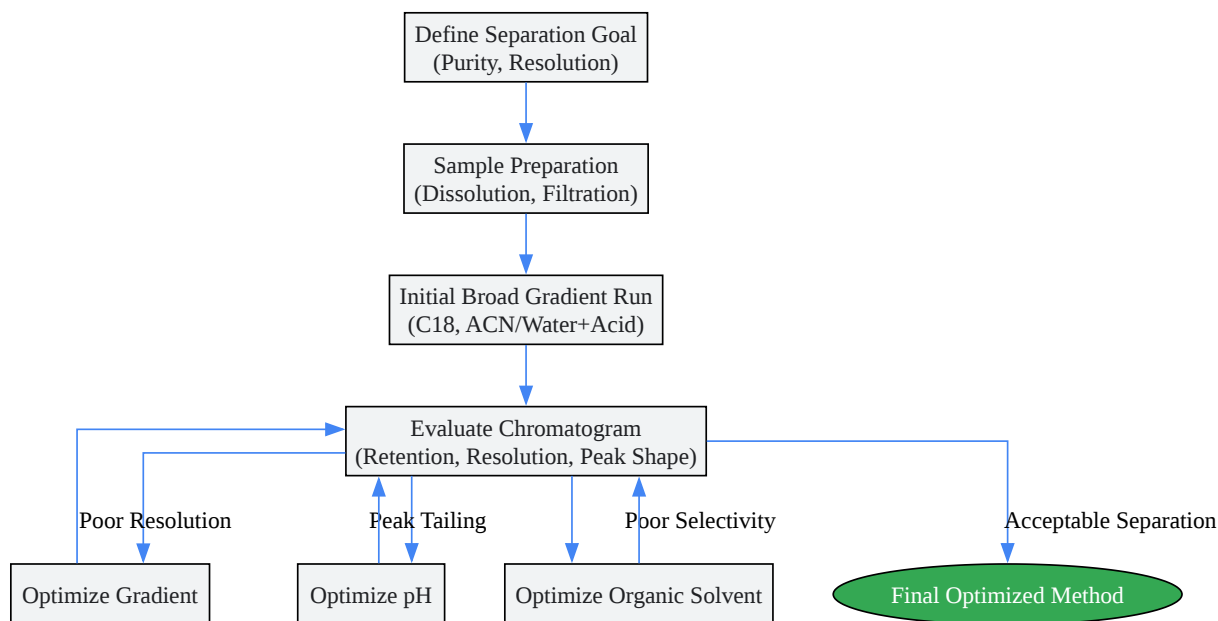 Define Separation Goal
(Purity, Resolution)
Sample Preparation
(Dissolution, Filtration)
Initial Broad Gradient Run
(C18, ACN/Water+Acid)
Evaluate Chromatogram
(Retention, Resolution, Peak Shape)
Poor Resolution
Peak Tailing
Poor Selectivity
Acceptable Separation
Optimize Gradient
Optimize pH
Optimize Organic Solvent
Final Optimized Method